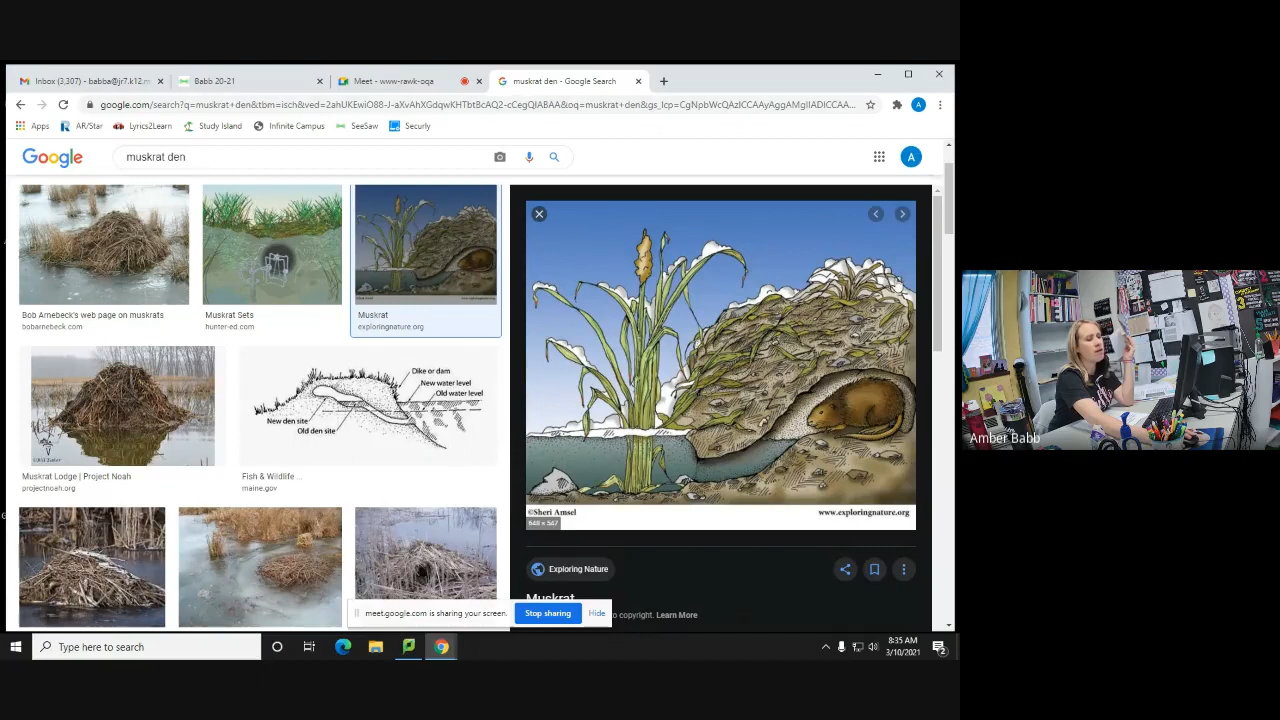 Inbox (3,307) - babba@jr7.k12.m
Babb 20-21
Meet - www-rawk-oqa
muskrat den - Google Search
google.com/search?q=muskrat+den&tbm=isch&ved=2ahUKEwiO88-J-aXvAhXGdqwKHTbtBcAQ2-cCegQIABAA&oq=muskrat+den&gs_lcp=CgNpbWcQAzICCAAyAggAMgIIADICCAA...
Apps
AR/Star
Lyrics2Learn
Study Island
Infinite Campus
SeeSaw
Securly
Google
muskrat den
A
A
Bob Arnebeck's web page on muskrats
bobarnebeck.com
Muskrat Sets
hunter-ed.com
Muskrat
exploringnature.org
Dike or dam
New water level
Old water level
New den site
Old den site
Muskrat Lodge | Project Noah
projectnoah.org
Fish & Wildlife ...
maine.gov
©Sheri Amsel
www.exploringnature.org
648 x 547
Exploring Nature
Muskrat
to copyright. Learn More
meet.google.com is sharing your screen.
Stop sharing
Hide
Type here to search
8:35 AM
3/10/2021
2
Amber Babb